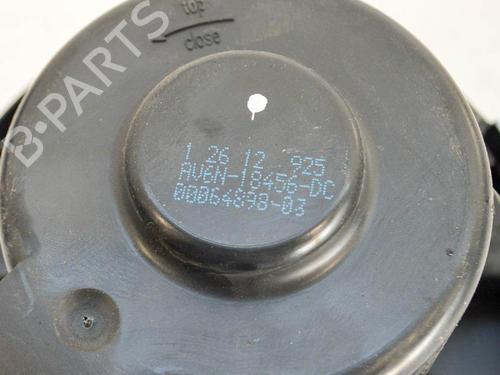 top
close
B-PARTS
1 26 12 925
AV6N-18456-DC
00064898-03